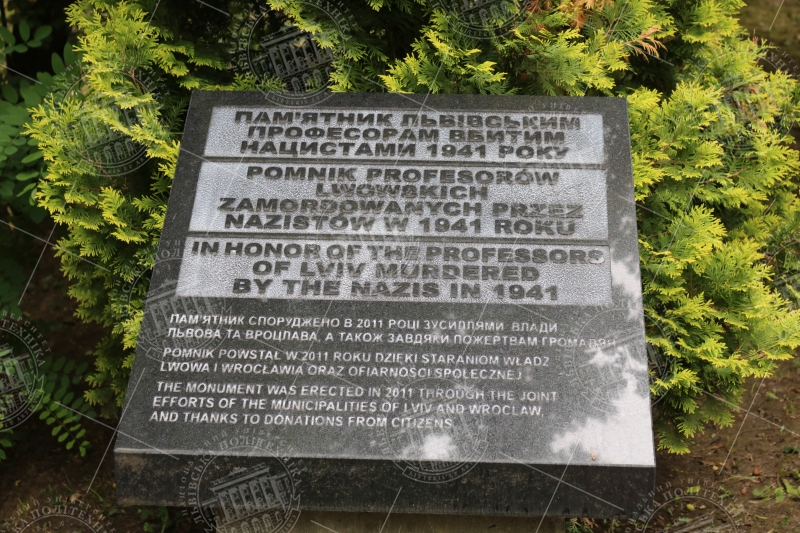 ПАМ'ЯТНИК ЛЬВІВСЬКИМ
ПРОФЕСОРАМ ВБИТИМ
НАЦИСТАМИ 1941 РОКУ
POMNIK PROFESORÓW
LWOWSKICH
ZAMORDOWANYCH PRZEZ
NAZISTÓW W 1941 ROKU
IN HONOR OF THE PROFESSORS
OF LVIV MURDERED
BY THE NAZIS IN 1941
ПАМ'ЯТНИК СПОРУДЖЕНО В 2011 РОЦІ ЗУСИЛЛЯМИ ВЛАДИ
ЛЬВОВА ТА ВРОЦЛАВА, А ТАКОЖ ЗАВДЯКИ ПОЖЕРТВАМ ГРОМАДЯН
POMNIK POWSTAŁ W 2011 ROKU DZIĘKI STARANIOM WŁADZ
LWOWA I WROCŁAWIA ORAZ OFIARNOŚCI SPOŁECZNEJ
THE MONUMENT WAS ERECTED IN 2011 THROUGH THE JOINT
EFFORTS OF THE MUNICIPALITIES OF LVIV AND WROCLAW,
AND THANKS TO DONATIONS FROM CITIZENS